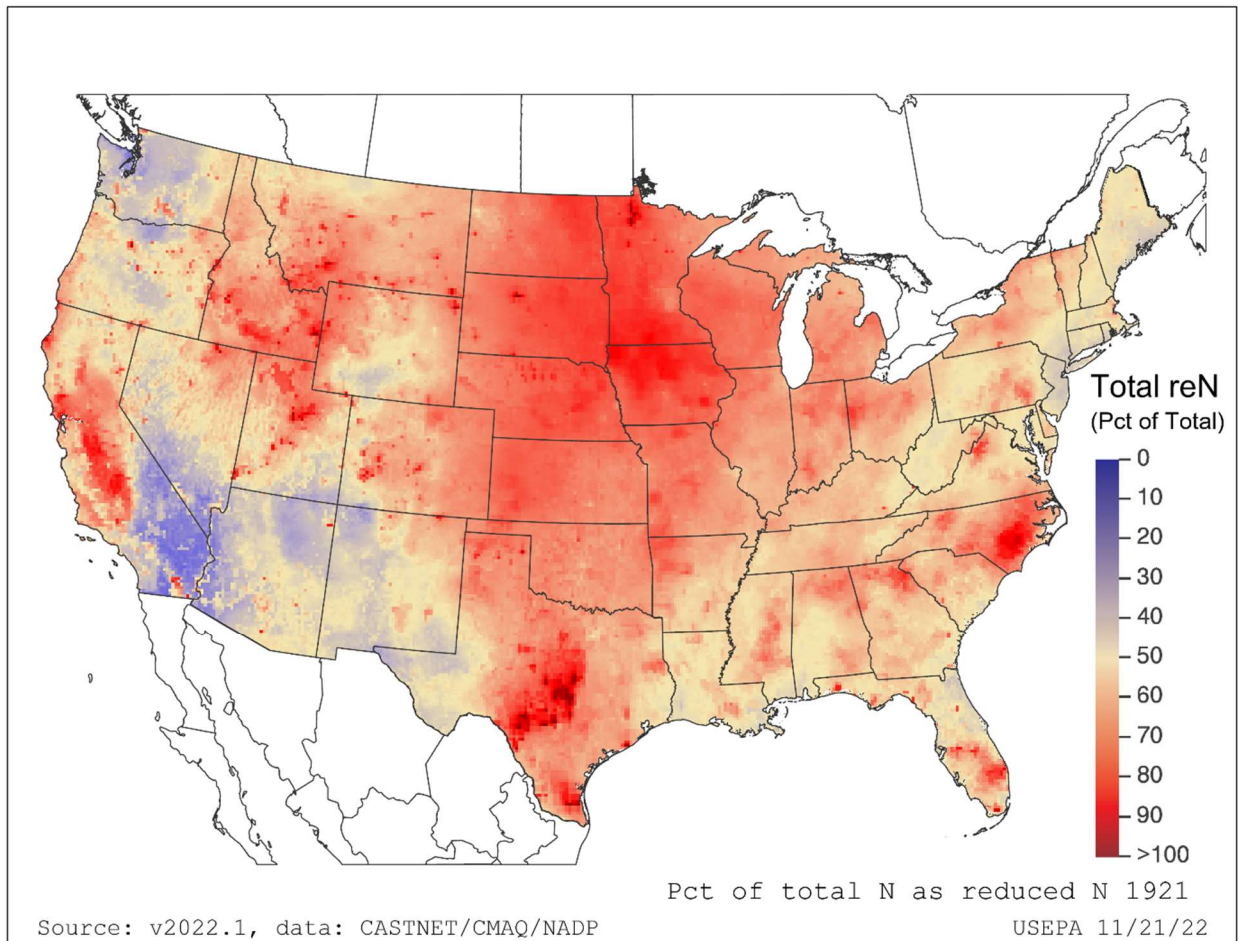 Total reN
(Pct of Total)
0
10
20
30
40
50
60
70
80
90
>100
Pct of total N as reduced N 1921
Source: v2022.1, data: CASTNET/CMAQ/NADP
USEPA 11/21/22